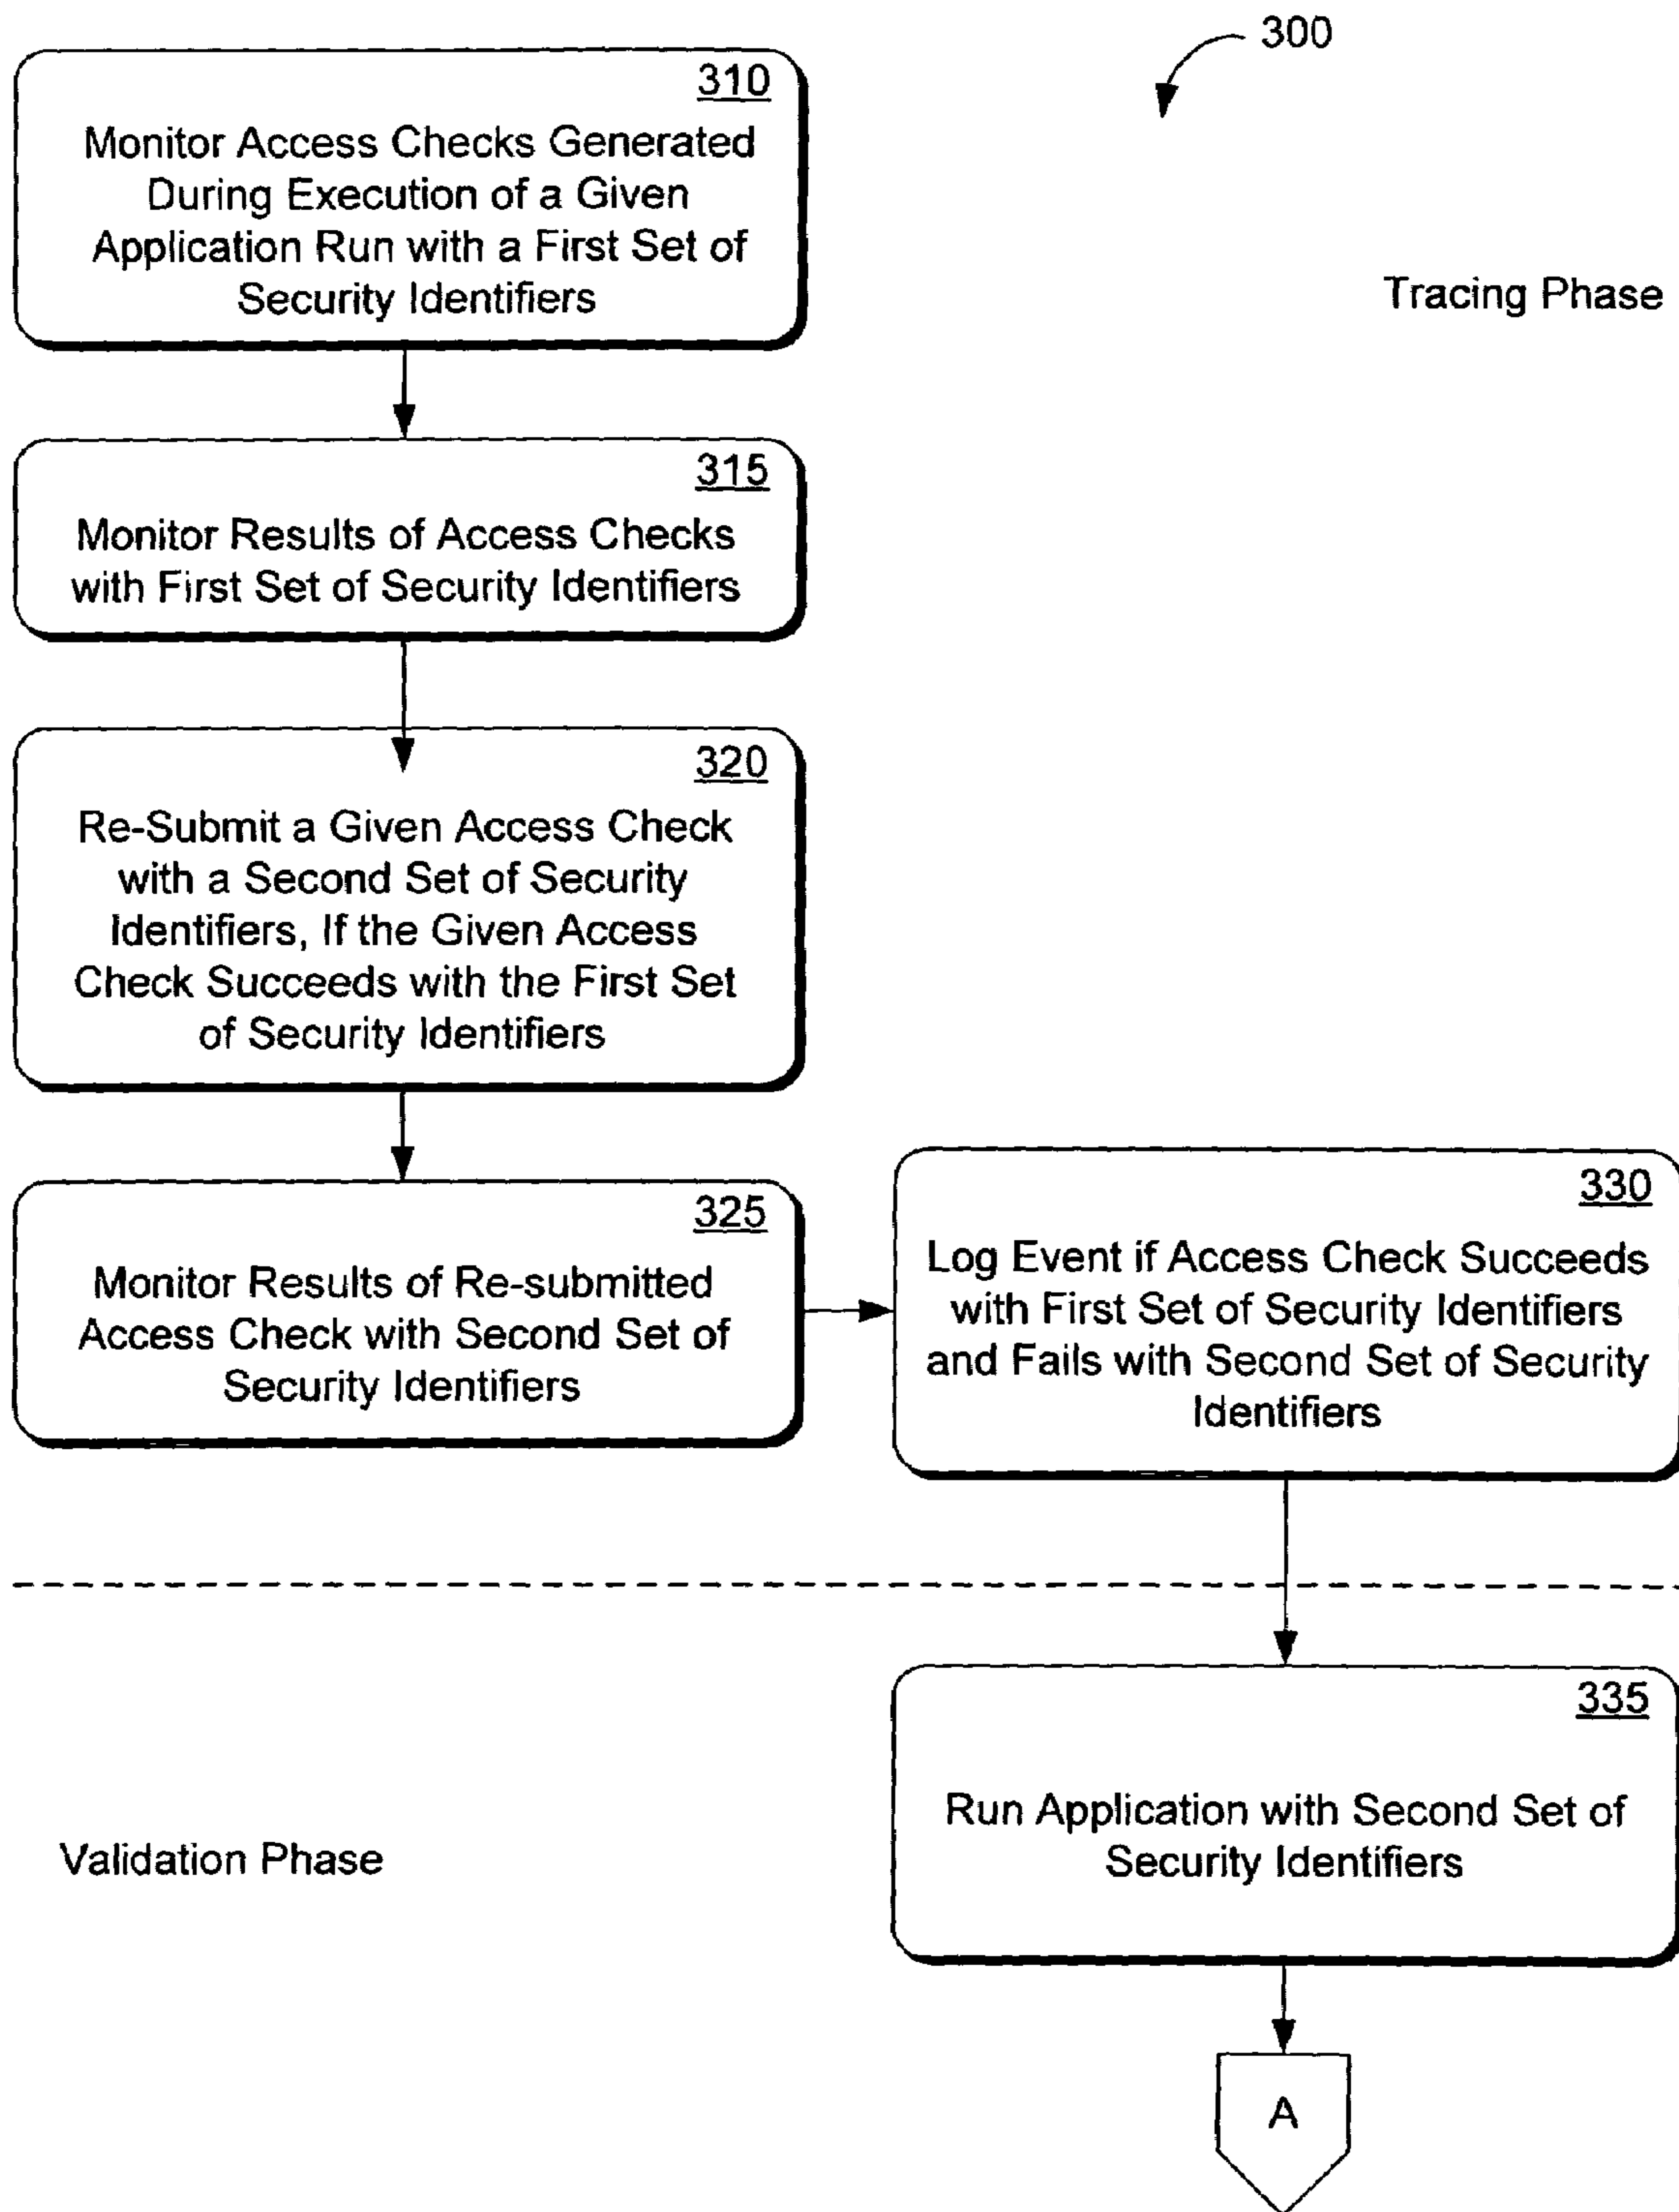 300
310
Monitor Access Checks Generated
During Execution of a Given
Application Run with a First Set of
Security Identifiers
Tracing Phase
315
Monitor Results of Access Checks
with First Set of Security Identifiers
320
Re-Submit a Given Access Check
with a Second Set of Security
Identifiers, If the Given Access
Check Succeeds with the First Set
of Security Identifiers
325
Monitor Results of Re-submitted
Access Check with Second Set of
Security Identifiers
330
Log Event if Access Check Succeeds
with First Set of Security Identifiers
and Fails with Second Set of Security
Identifiers
335
Run Application with Second Set of
Security Identifiers
Validation Phase
A